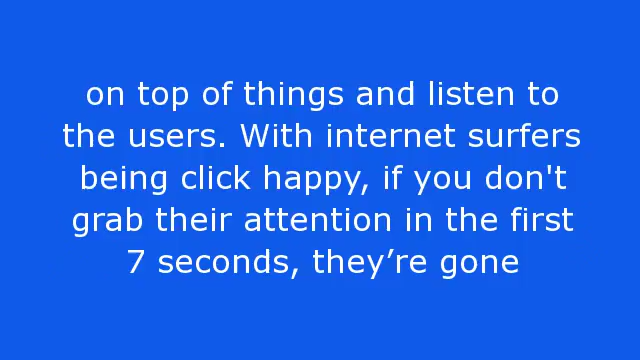 on top of things and listen to
the users. With internet surfers
being click happy, if you don't
grab their attention in the first
7 seconds, they’re gone